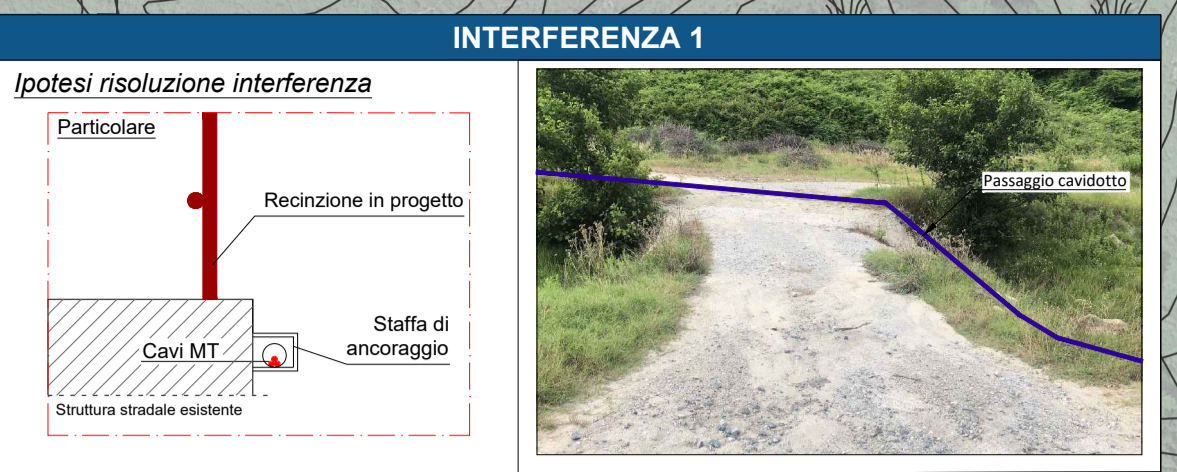 INTERFERENZA 1
Ipotesi risoluzione interferenza
Particolare
Recinzione in progetto
Staffa di
ancoraggio
Cavi MT
Struttura stradale esistente
Passaggio cavidotto